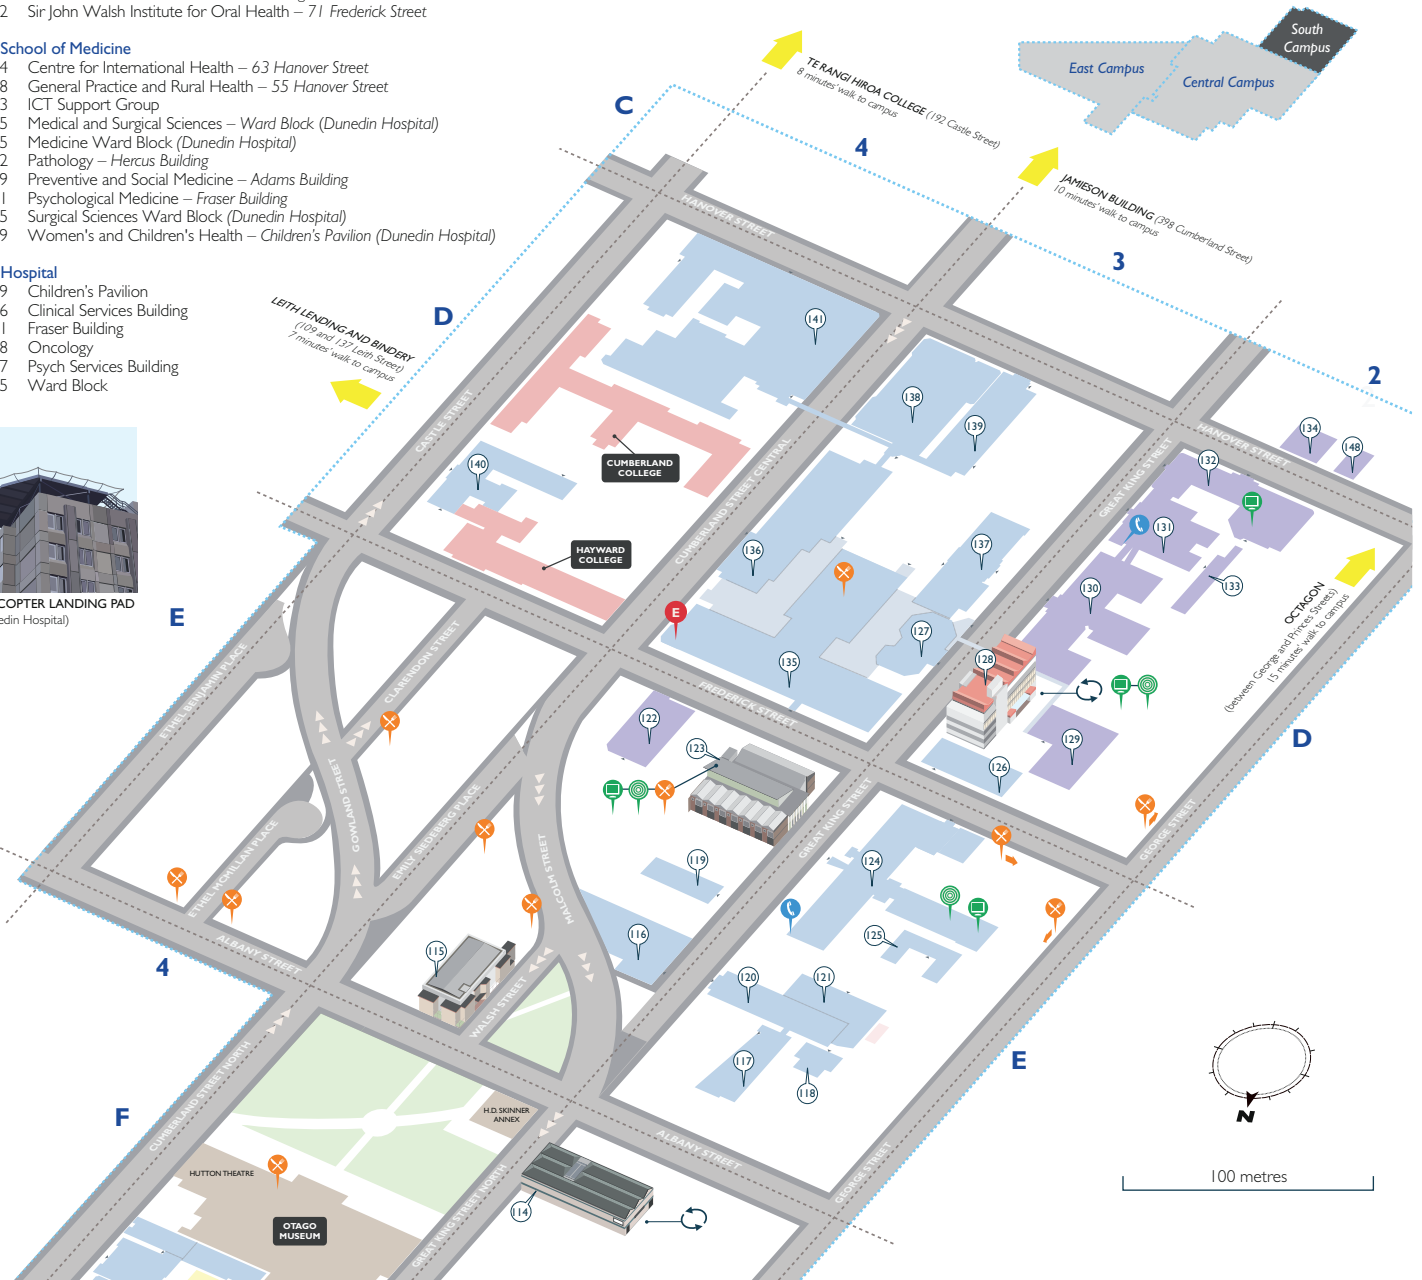 2 Sir John Walsh Institute for Oral Health – 71 Frederick Street
School of Medicine
4 Centre for International Health – 63 Hanover Street
8 General Practice and Rural Health – 55 Hanover Street
3 ICT Support Group
5 Medical and Surgical Sciences – Ward Block (Dunedin Hospital)
5 Medicine Ward Block (Dunedin Hospital)
2 Pathology – Hercus Building
9 Preventive and Social Medicine – Adams Building
1 Psychological Medicine – Fraser Building
5 Surgical Sciences Ward Block (Dunedin Hospital)
9 Women's and Children's Health – Children's Pavilion (Dunedin Hospital)
Hospital
9 Children's Pavilion
6 Clinical Services Building
1 Fraser Building
8 Oncology
7 Psych Services Building
5 Ward Block
COPTER LANDING PAD
edin Hospital)
South
Campus
East Campus
Central Campus
TE RANGI HIROA COLLEGE (192 Castle Street)
8 minutes' walk to campus
JAMIESON BUILDING (398 Cumberland Street)
10 minutes' walk to campus
LEITH LENDING AND BINDERY
(109 and 137 Leith Street)
7 minutes' walk to campus
OCTAGON
(between George and Princes Streets)
15 minutes' walk to campus
C
4
3
2
D
E
D
4
E
F
HANOVER STREET
HANOVER STREET
CASTLE STREET
CUMBERLAND STREET CENTRAL
GREAT KING STREET
141
138
139
134
148
132
131
133
130
CUMBERLAND
COLLEGE
140
HAYWARD
COLLEGE
136
137
E
127
135
128
129
126
FREDERICK STREET
ETHEL BENJAMIN PLACE
CLARENDON STREET
GOWLAND STREET
EMILY SIEDEBERG PLACE
MALCOLM STREET
ETHEL MCMILLAN PLACE
122
123
GREAT KING STREET
GEORGE STREET
119
124
125
116
115
120
121
117
118
WALSH STREET
ALBANY STREET
ALBANY STREET
CUMBERLAND STREET NORTH
H.D. SKINNER
ANNEX
HUTTON THEATRE
OTAGO
MUSEUM
GREAT KING STREET NORTH
114
GEORGE STREET
N
100 metres